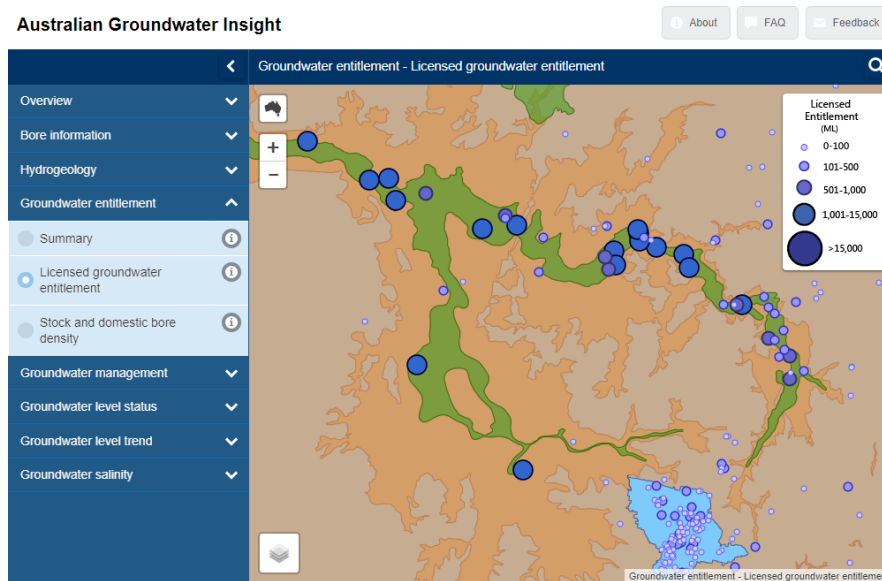 Australian Groundwater Insight
About
FAQ
Feedback
Groundwater entitlement - Licensed groundwater entitlement
Overview
Bore information
Hydrogeology
Groundwater entitlement
Summary
Licensed groundwater
entitlement
Stock and domestic bore
density
Groundwater management
Groundwater level status
Groundwater level trend
Groundwater salinity
+
−
Licensed
Entitlement
(ML)
0-100
101-500
501-1,000
1,001-15,000
>15,000
Groundwater entitlement - Licensed groundwater entitleme